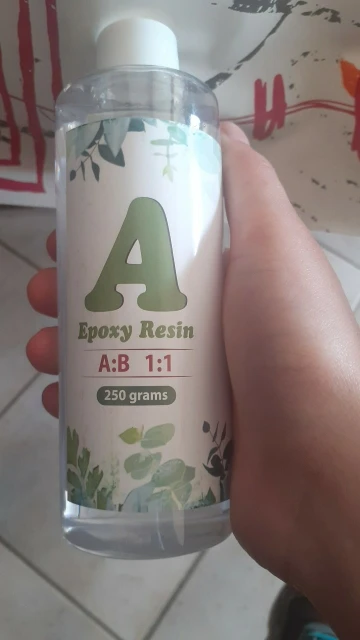 A
Epoxy Resin
A:B 1:1
250 grams